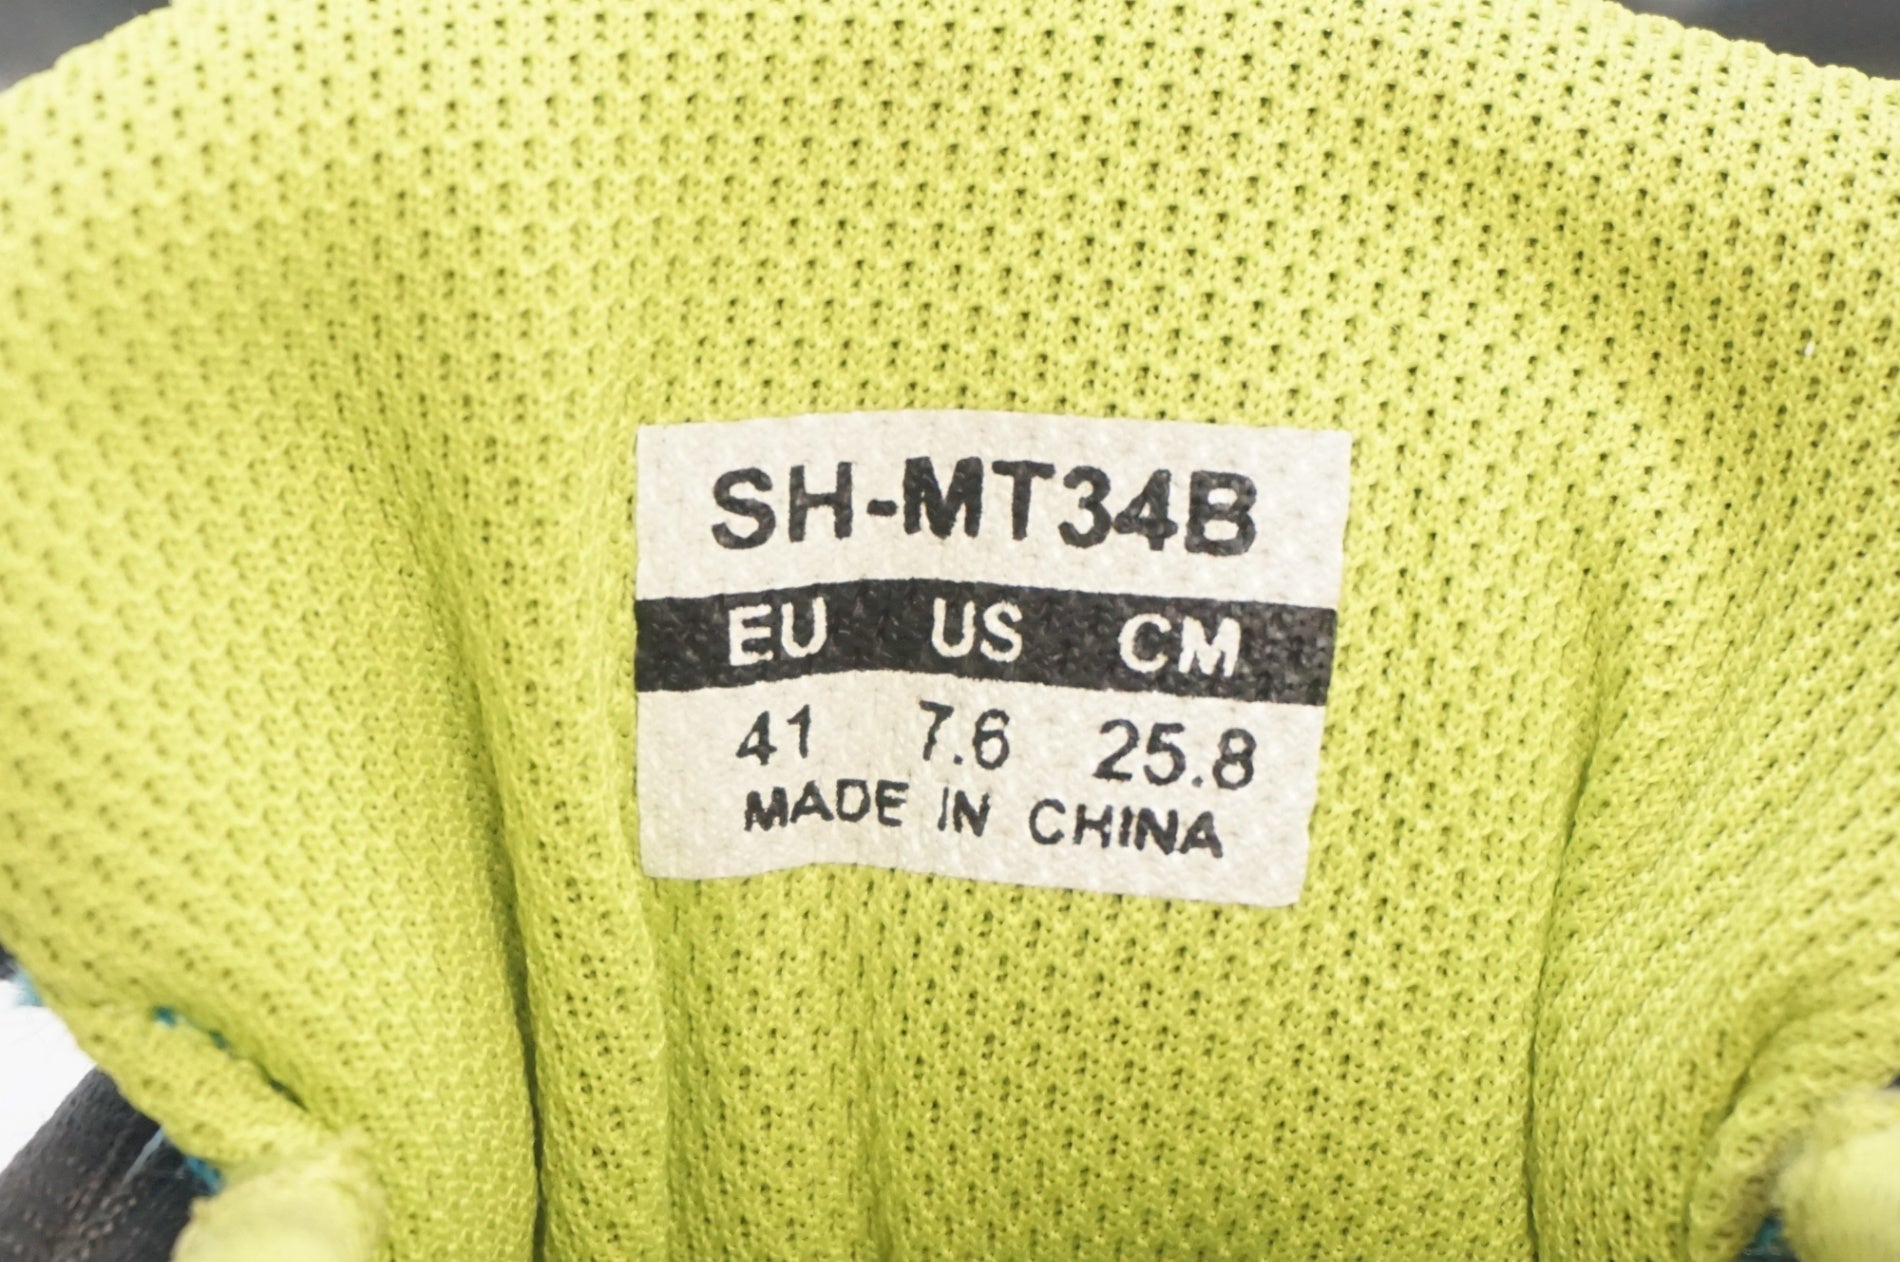 SH-MT34B
EU US CM
41 7.6 25.8
MADE IN CHINA